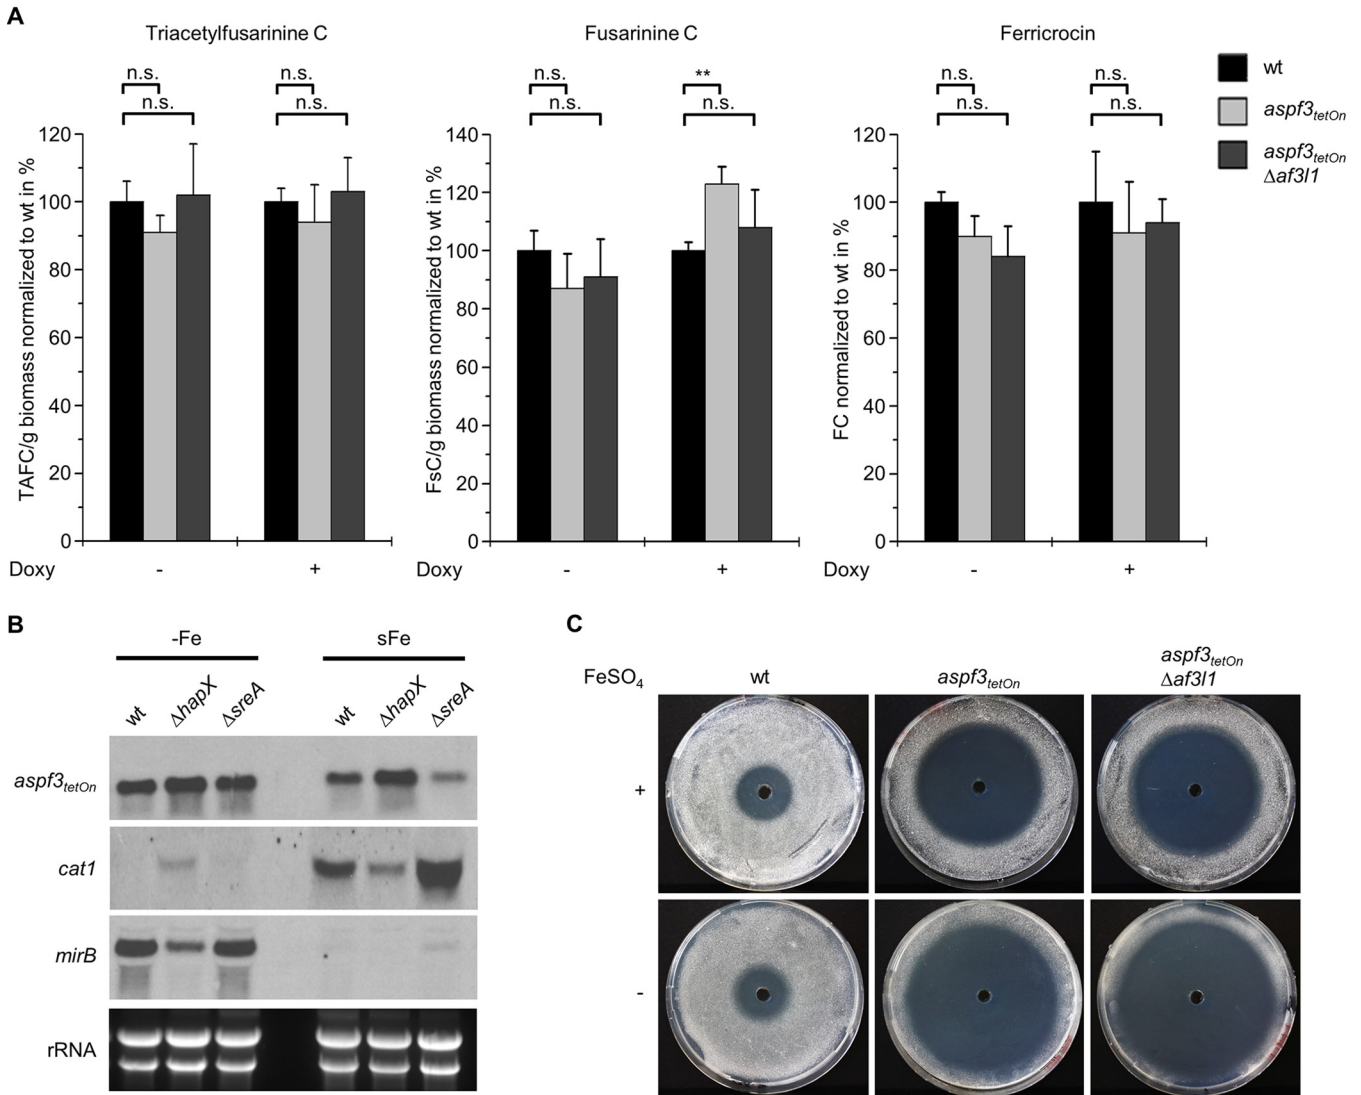 A
Triacetylfusarinine C
n.s.
n.s.
n.s.
n.s.
TAFC/g biomass normalized to wt in %
120
100
80
60
40
20
0
Doxy - +
Fusarinine C
n.s.
**
n.s.
n.s.
FsC/g biomass normalized to wt in %
140
120
100
80
60
40
20
0
Doxy - +
Ferricrocin
n.s.
n.s.
n.s.
n.s.
FC normalized to wt in %
120
100
80
60
40
20
0
Doxy - +
wt
aspf3tetOn
aspf3tetOn
Δaf3l1
B
-Fe sFe
wt ΔhapX ΔsreA wt ΔhapX ΔsreA
aspf3tetOn
cat1
mirB
rRNA
C
FeSO4 wt aspf3tetOn aspf3tetOn
Δaf3l1
+
-